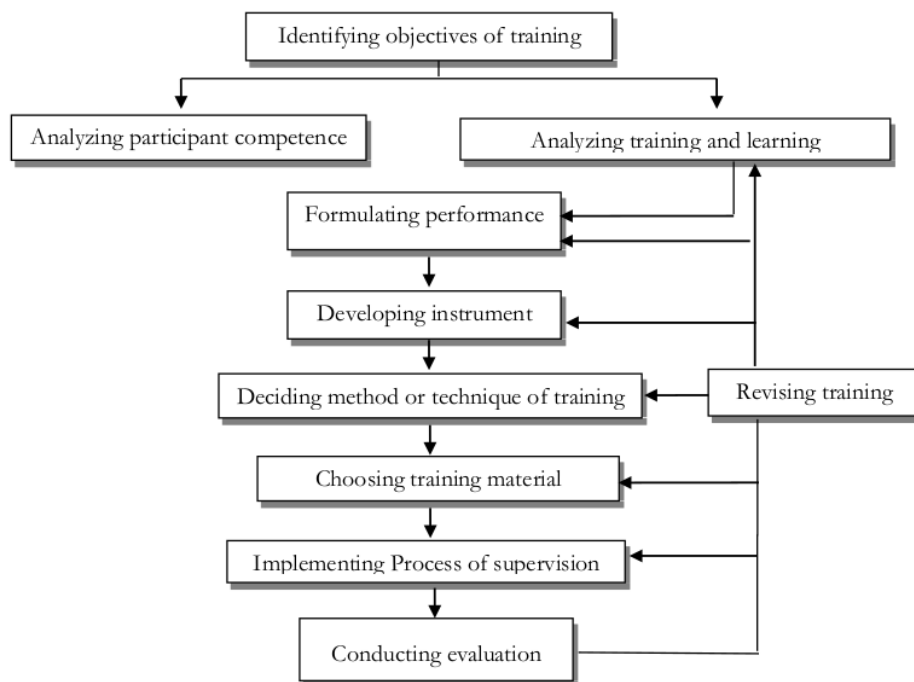 Identifying objectives of training
Analyzing participant competence
Analyzing training and learning
Formulating performance
Developing instrument
Deciding method or technique of training
Revising training
Choosing training material
Implementing Process of supervision
Conducting evaluation